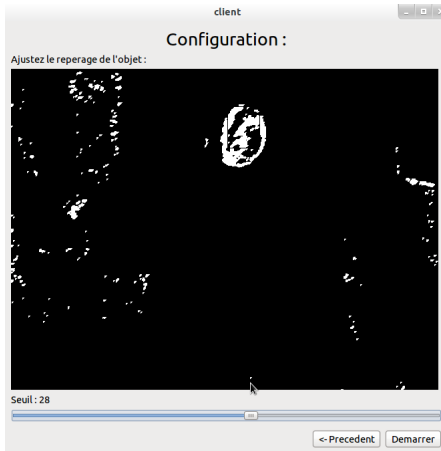 client
Configuration :
Ajustez le reperage de l'objet :
Seuil : 28
<- Precedent
Demarrer